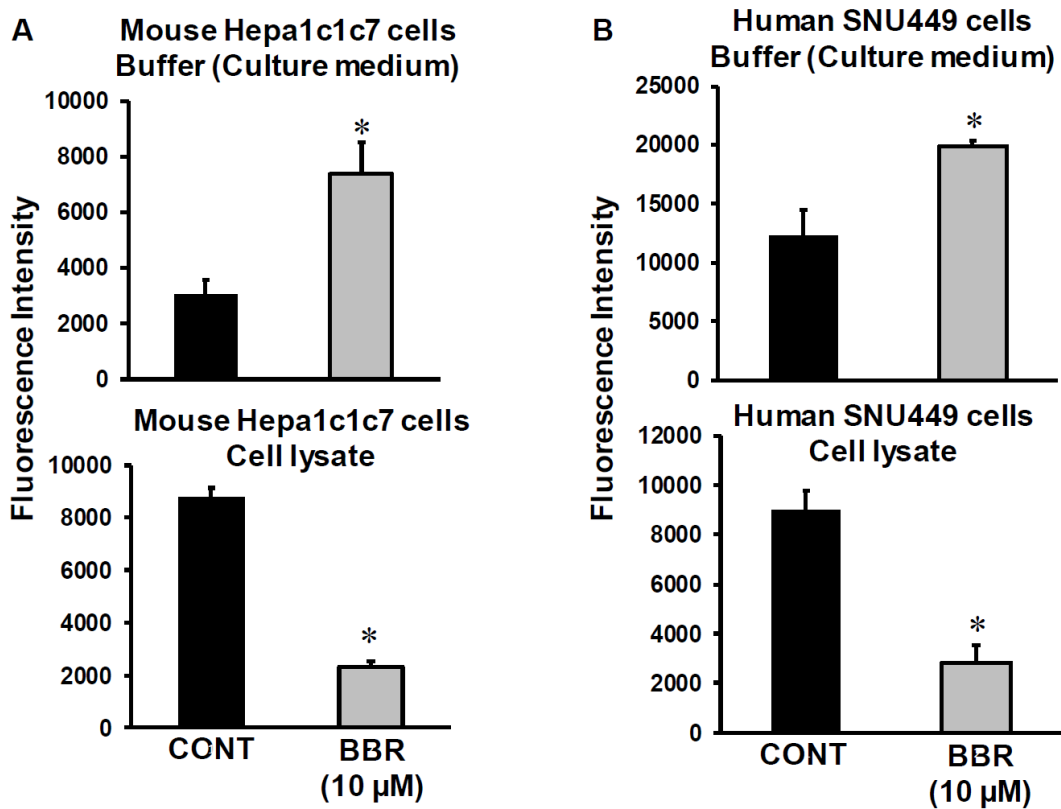 A
Mouse Hepa1c1c7 cells
Buffer (Culture medium)
10000
8000
6000
4000
2000
0
*
Fluorescence Intensity
Mouse Hepa1c1c7 cells
Cell lysate
10000
8000
6000
4000
2000
0
*
CONT
BBR
(10 μM)
B
Human SNU449 cells
Buffer (Culture medium)
25000
20000
15000
10000
5000
0
*
Fluorescence Intensity
Human SNU449 cells
Cell lysate
12000
10000
8000
6000
4000
2000
0
*
CONT
BBR
(10 μM)